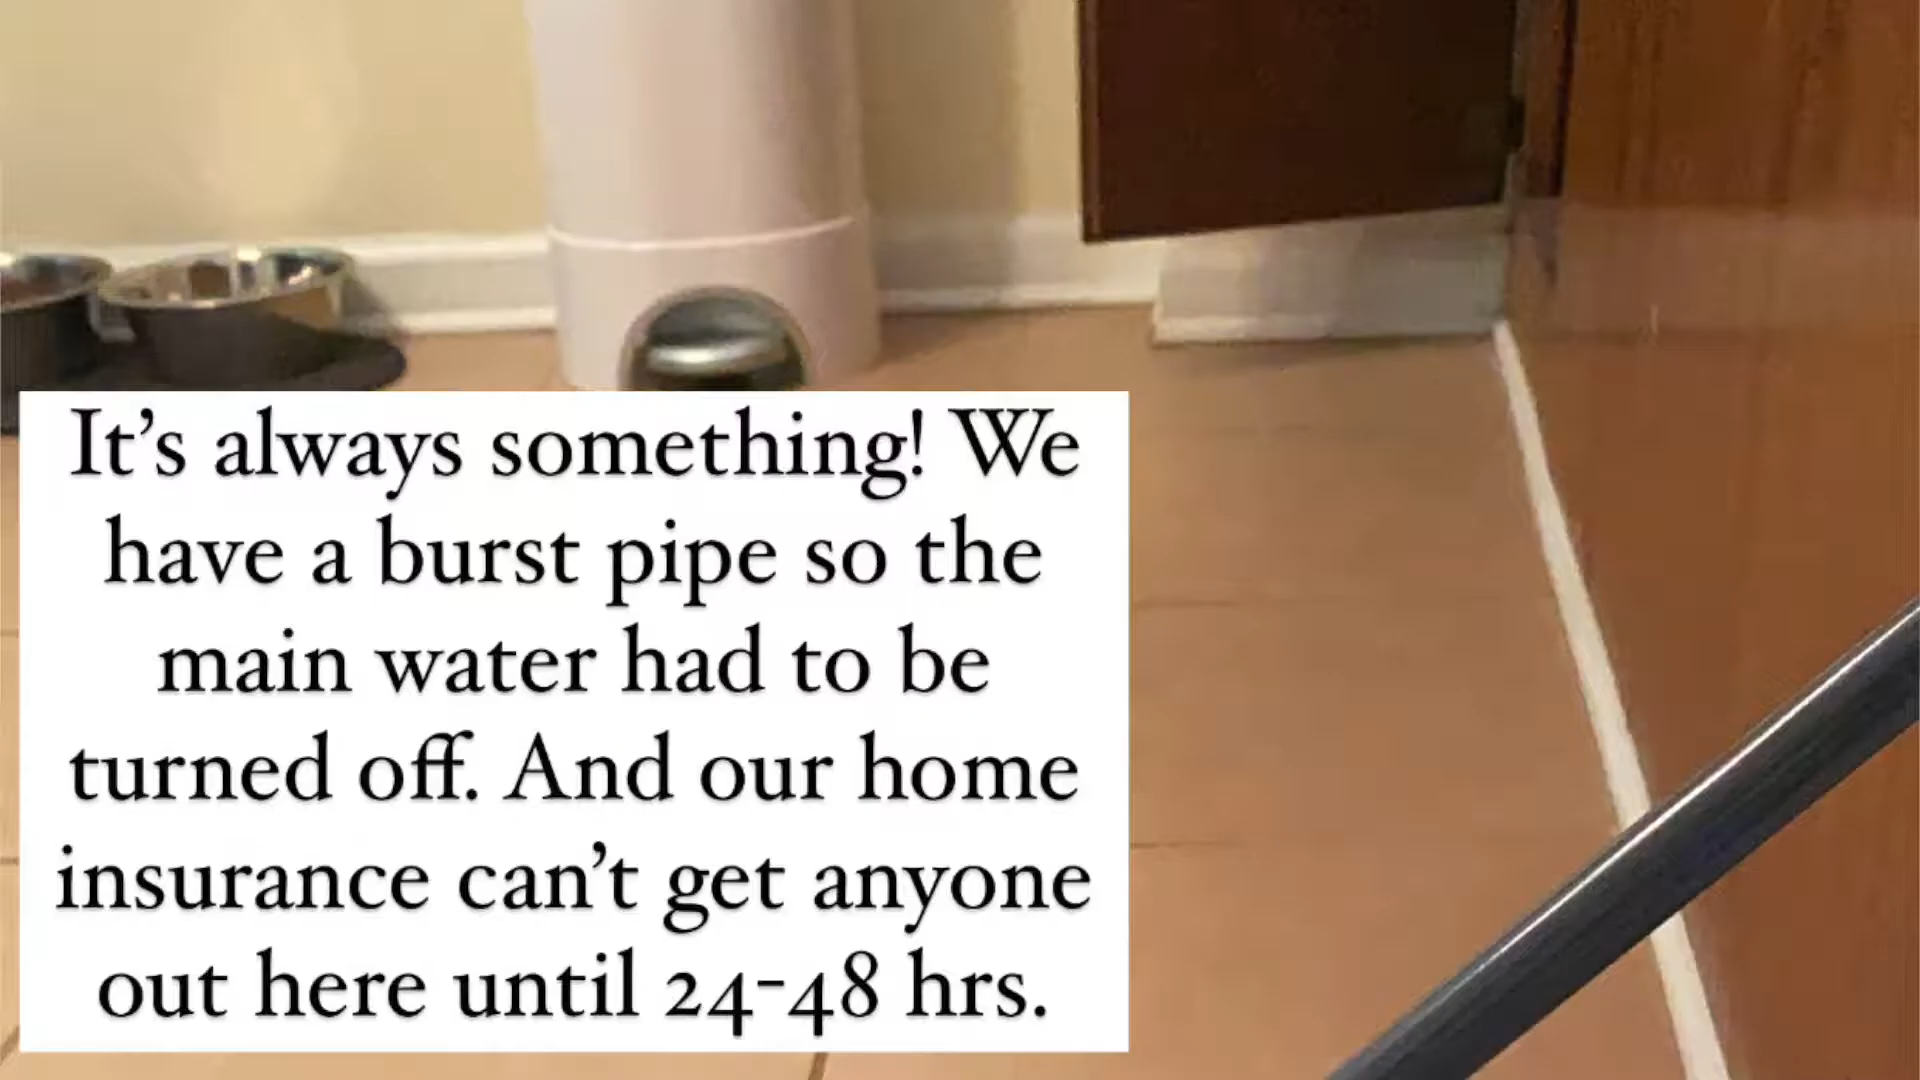 It’s always something! We
have a burst pipe so the
main water had to be
turned off. And our home
insurance can’t get anyone
out here until 24-48 hrs.